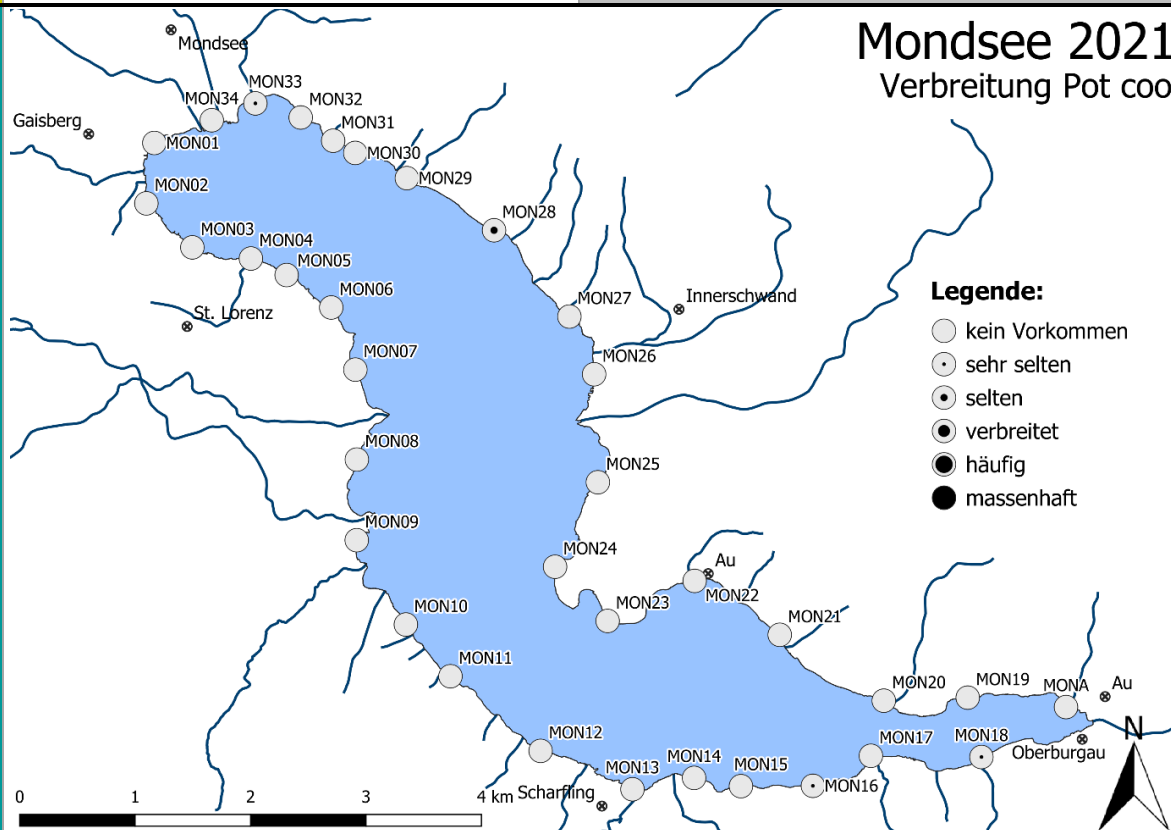 Mondsee 2021
Verbreitung Pot coo
Mondsee
MON33
MON34
MON32
Gaisberg
MON31
MON01
MON30
MON29
MON02
MON28
MON03
MON04
MON05
MON06
MON27
Innerschwand
St. Lorenz
MON07
MON26
Legende:
kein Vorkommen
sehr selten
selten
verbreitet
häufig
massenhaft
MON08
MON25
MON09
MON24
Au
MON22
MON10
MON23
MON21
MON11
MON20
MON19
MONA
Au
MON12
MON17
MON18
Oberburgau
N
MON13
MON14
MON15
MON16
Scharfling
0 1 2 3 4 km